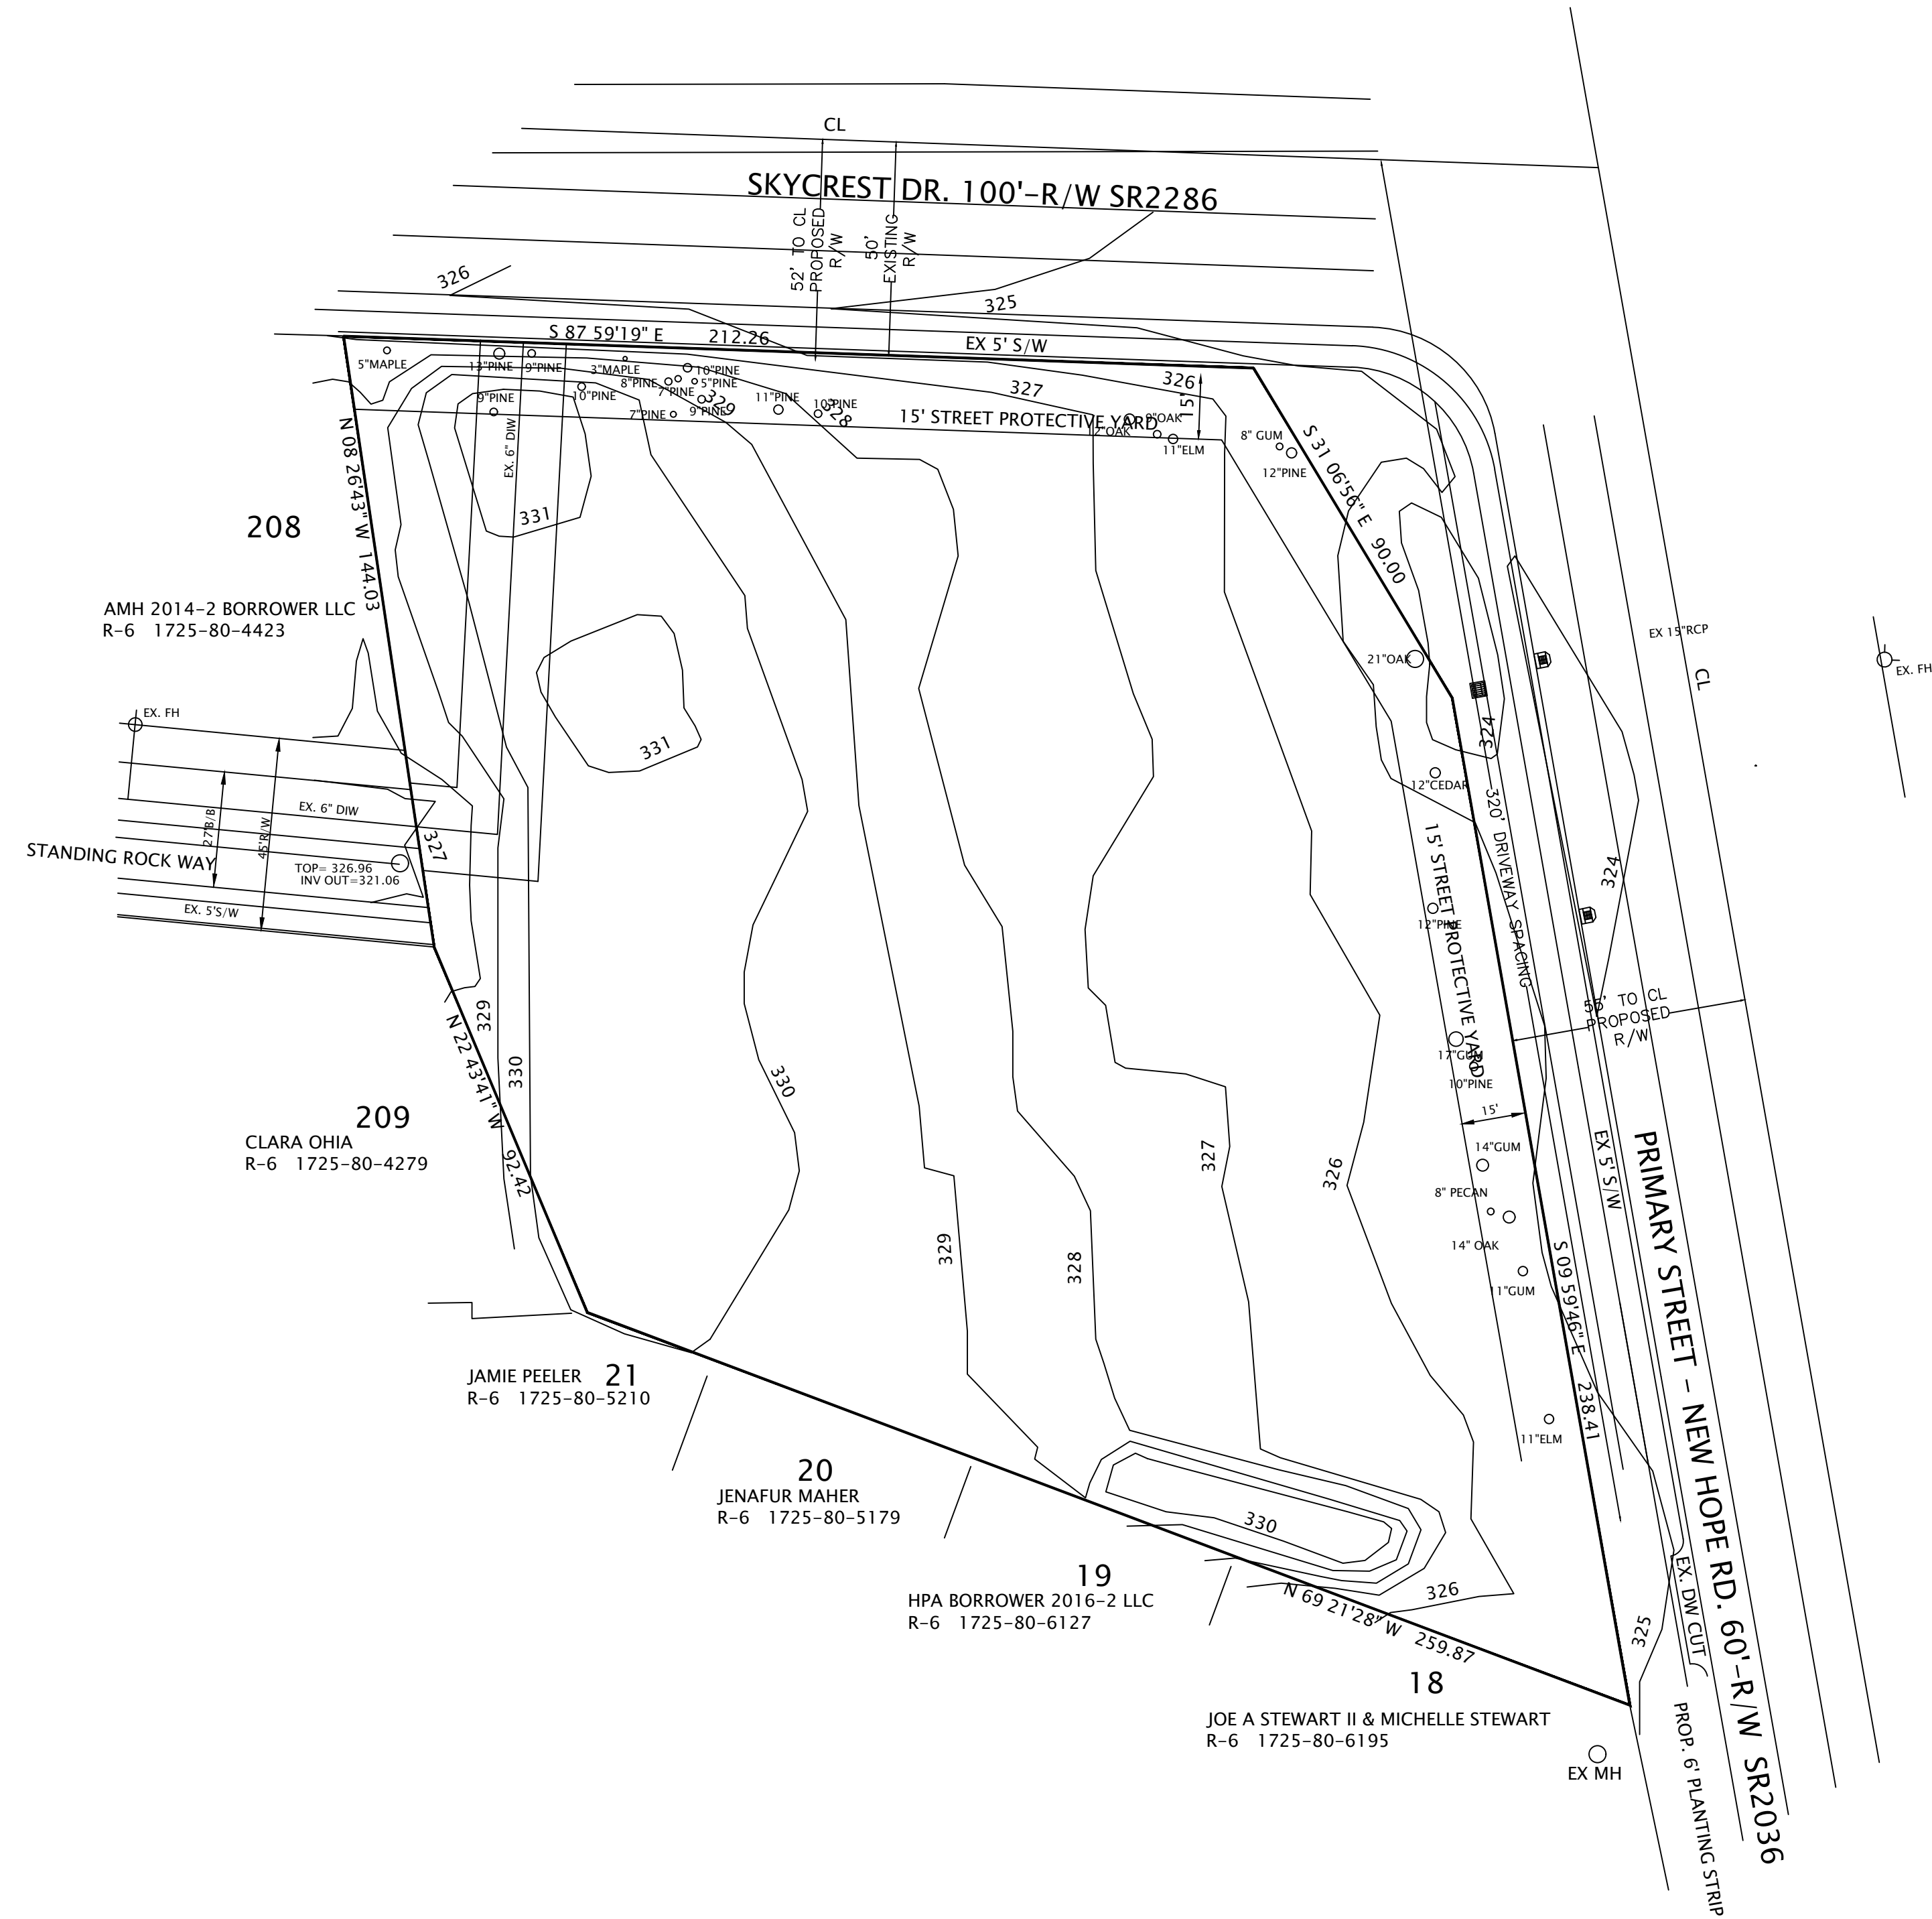 CL
SKYCREST DR. 100'-R/W SR2286
52' TO CL
PROPOSED
R/W
50'
EXISTING
R/W
326
325
S 87 59'19" E 212.26
EX 5' S/W
5"MAPLE
13"PINE
9"PINE
3"MAPLE
10"PINE
8"PINE
5"PINE
7"PINE
10"PINE
9"PINE
329
7"PINE
9"PINE
11"PINE
10"PINE
328
327
326
15'
15' STREET PROTECTIVE YARD
9"OAK
12"OAK
11"ELM
8" GUM
12"PINE
EX. 6" DIW
331
N 08 26'43" W 144.03
S 31 06'56" E 90.00
208
AMH 2014-2 BORROWER LLC
R-6 1725-80-4423
EX 15"RCP
CL
EX. FH
21"OAK
324
331
EX. FH
12"CEDAR
320' DRIVEWAY SPACING
EX. 6" DIW
27'B/B
45'R/W
STANDING ROCK WAY
TOP= 326.96
INV OUT=321.06
327
EX. 5'S/W
324
15' STREET PROTECTIVE YARD
12"PINE
55' TO CL
PROPOSED
R/W
329
330
N 22 43'41" W 92.42
330
17"GUM
10"PINE
15'
209
CLARA OHIA
R-6 1725-80-4279
14"GUM
8" PECAN
14" OAK
11"GUM
327
326
329
328
EX 5' S/W
PRIMARY STREET - NEW HOPE RD. 60'-R/W SR2036
S 09 59'46" E 238.41
11"ELM
JAMIE PEELER 21
R-6 1725-80-5210
20
JENAFUR MAHER
R-6 1725-80-5179
330
19
HPA BORROWER 2016-2 LLC
R-6 1725-80-6127
326
N 69 21'28" W 259.87
325
EX. DW CUT
18
JOE A STEWART II & MICHELLE STEWART
R-6 1725-80-6195
EX MH
PROP. 6' PLANTING STRIP